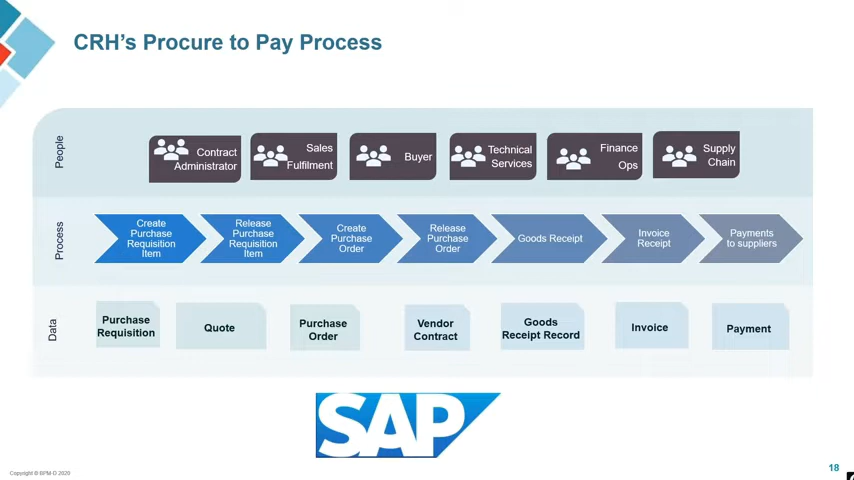 CRH's Procure to Pay Process
People
Contract
Administrator
Sales
Fulfilment
Buyer
Technical
Services
Finance
Ops
Supply
Chain
Process
Create
Purchase
Requisition
Item
Release
Purchase
Requisition
Item
Create
Purchase
Order
Release
Purchase
Order
Goods Receipt
Invoice
Receipt
Payments
to suppliers
Data
Purchase
Requisition
Quote
Purchase
Order
Vendor
Contract
Goods
Receipt Record
Invoice
Payment
SAP
Copyright © BPM-D 2020
18